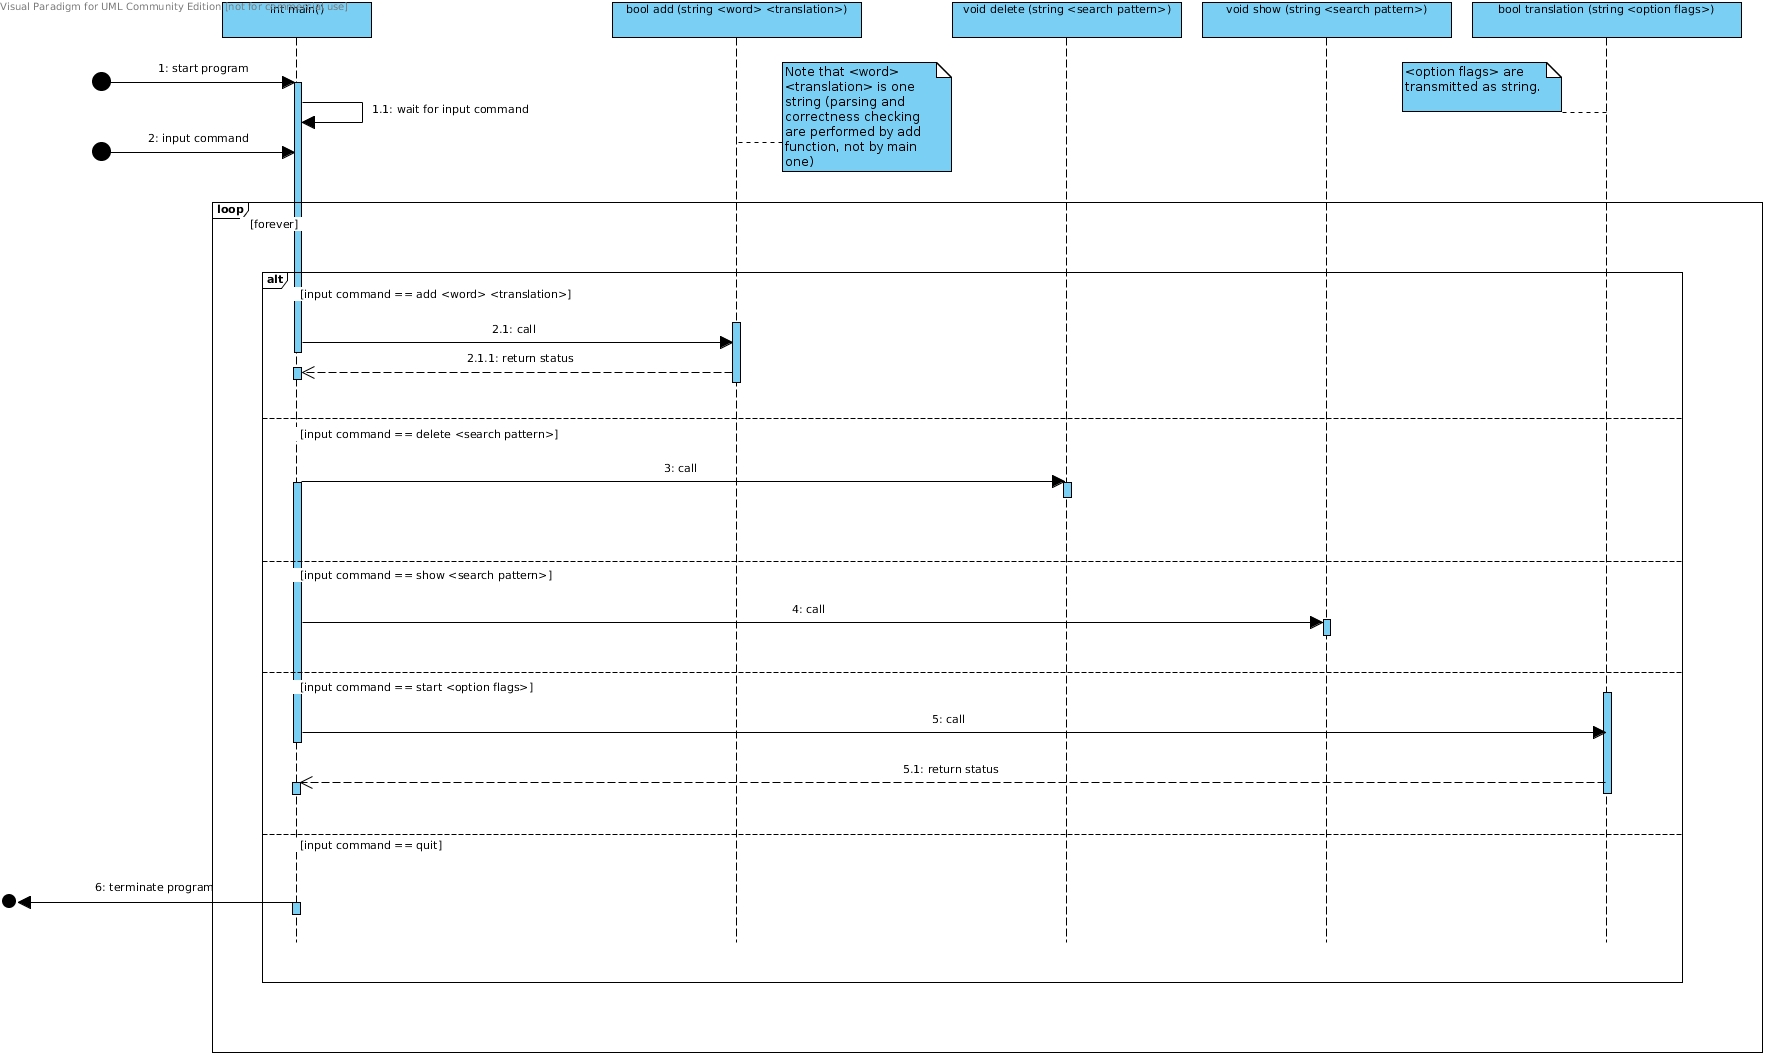 Visual Paradigm for UML Community Edition [not for commercial use]
int main()
bool add (string <word> <translation>)
void delete (string <search pattern>)
void show (string <search pattern>)
bool translation (string <option flags>)
1: start program
1.1: wait for input command
2: input command
Note that <word>
<translation> is one
string (parsing and
correctness checking
are performed by add
function, not by main
one)
<option flags> are
transmitted as string.
loop
[forever]
alt
[input command == add <word> <translation>]
2.1: call
2.1.1: return status
[input command == delete <search pattern>]
3: call
[input command == show <search pattern>]
4: call
[input command == start <option flags>]
5: call
5.1: return status
[input command == quit]
6: terminate program